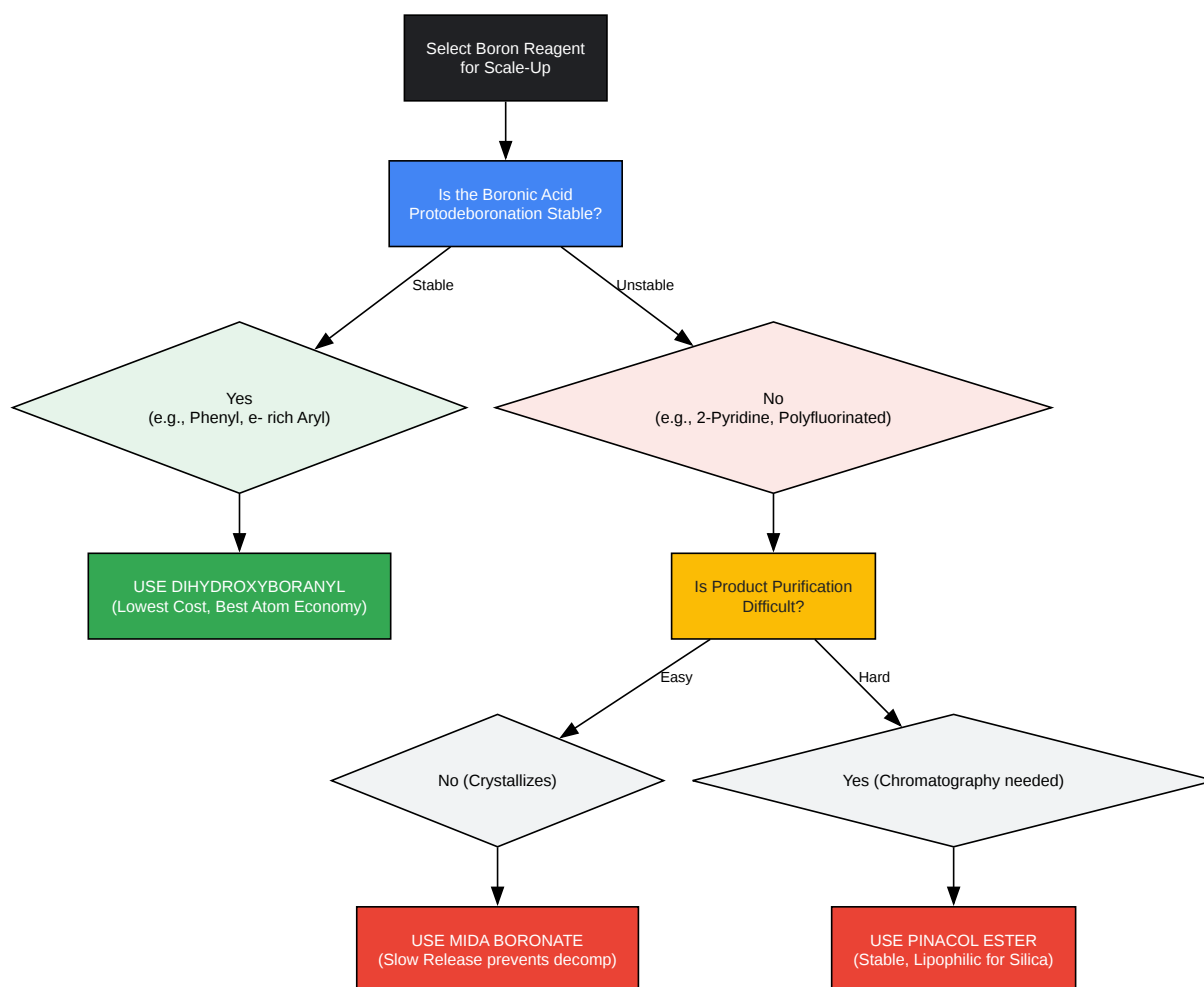 Select Boron Reagent
for Scale-Up
Is the Boronic Acid
Protodeboronation Stable?
Stable
Unstable
Yes
(e.g., Phenyl, e- rich Aryl)
No
(e.g., 2-Pyridine, Polyfluorinated)
USE DIHYDROXYBORANYL
(Lowest Cost, Best Atom Economy)
Is Product Purification
Difficult?
Easy
Hard
No (Crystallizes)
Yes (Chromatography needed)
USE MIDA BORONATE
(Slow Release prevents decomp)
USE PINACOL ESTER
(Stable, Lipophilic for Silica)